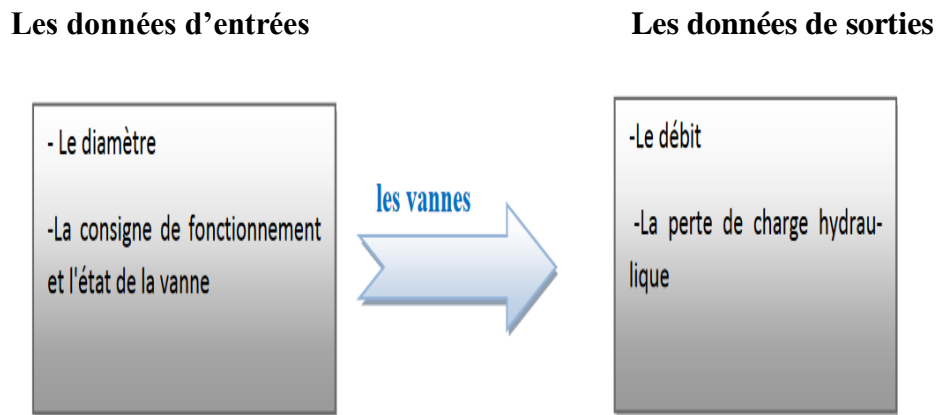 Les données d’entrées
Les données de sorties
- Le diamètre
-La consigne de fonctionnement
et l'état de la vanne
les vannes
-Le débit
-La perte de charge hydrau-
lique